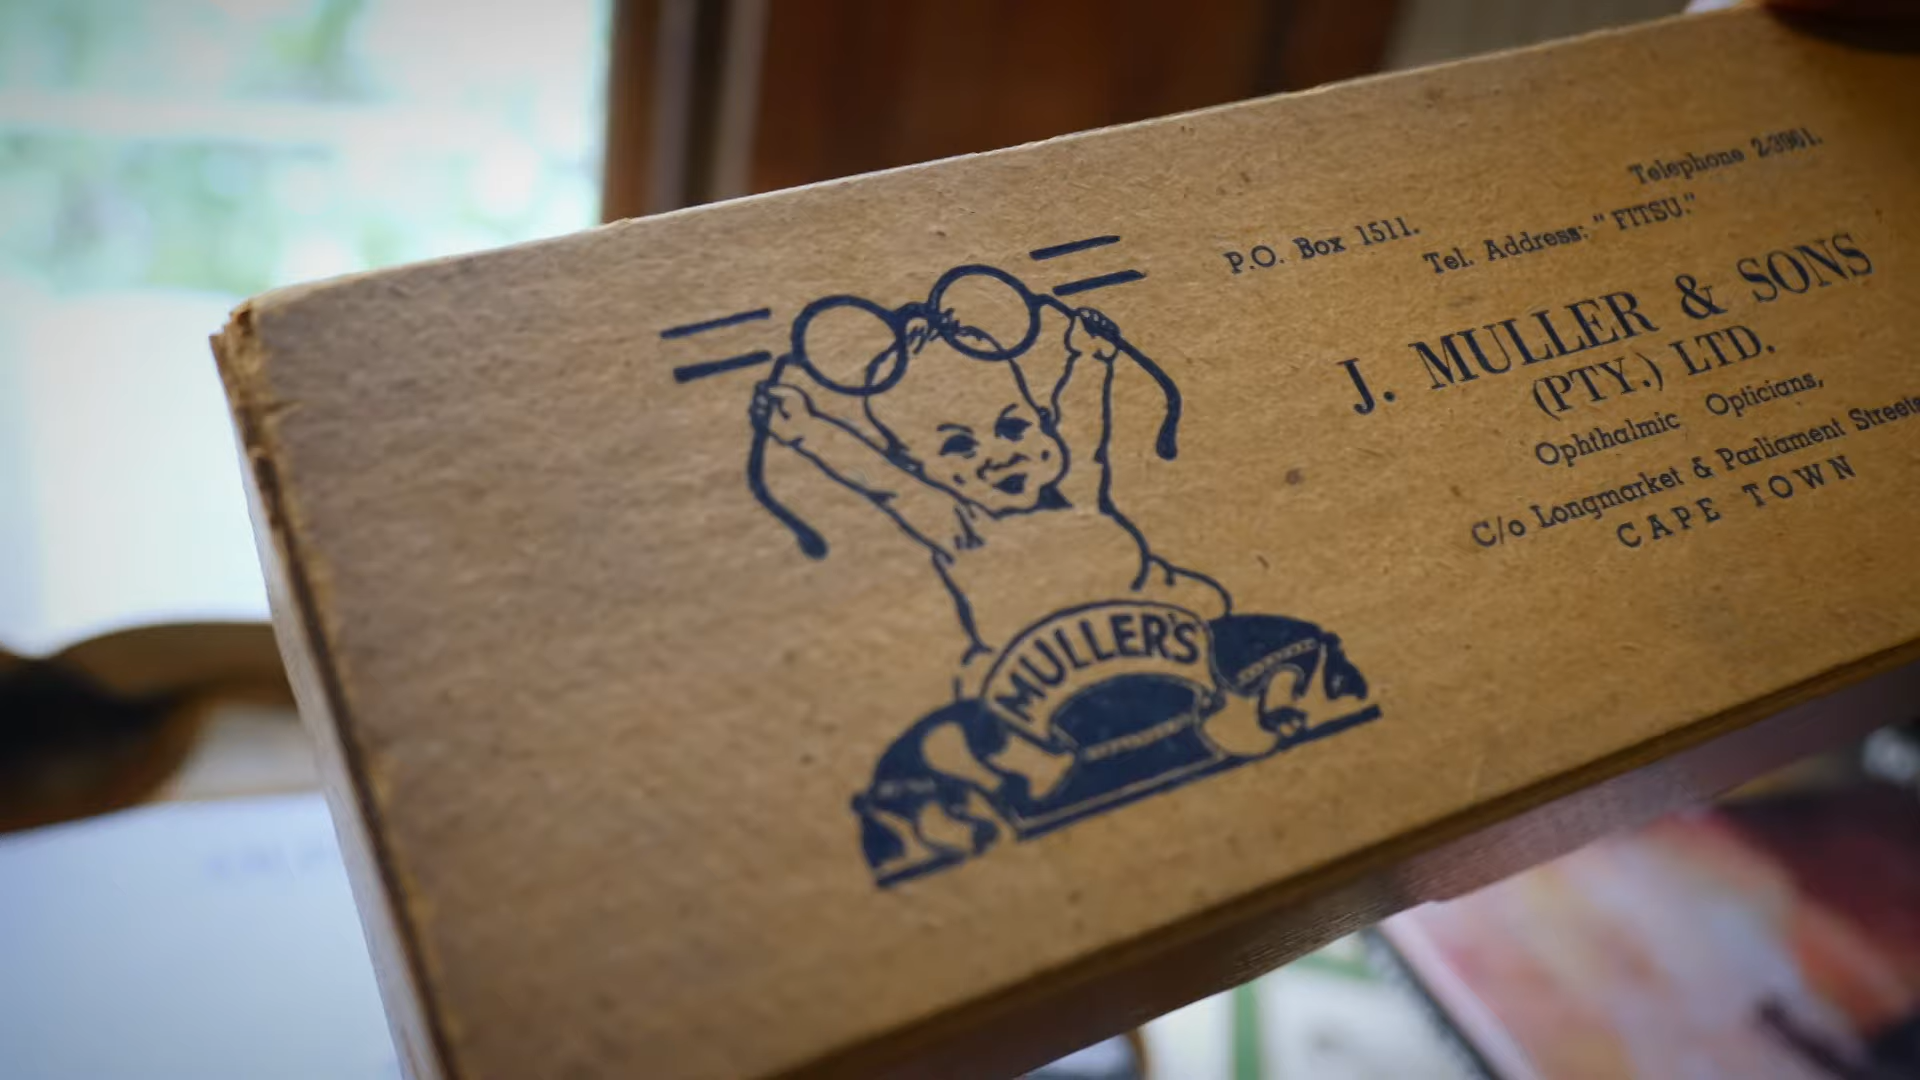 Telephone 2-3961.
P.O. Box 1511.
Tel. Address: "FITSU."
J. MULLER & SONS
(PTY.) LTD.
Ophthalmic Opticians,
C/o Longmarket & Parliament Streets
CAPE TOWN
MULLER'S